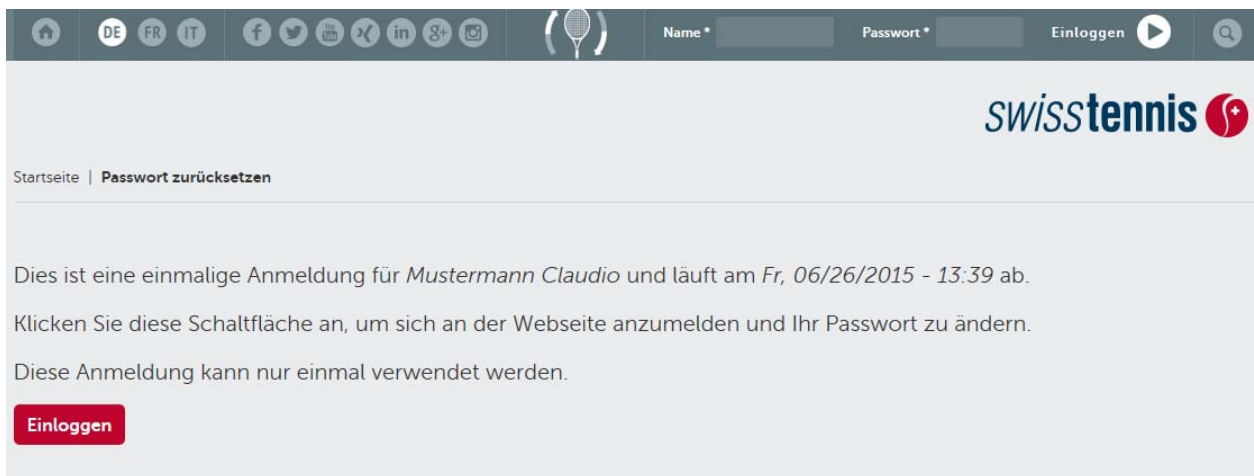 DE FR IT Name * Passwort * Einloggen
swisstennis
Startseite | Passwort zurücksetzen
Dies ist eine einmalige Anmeldung für Mustermann Claudio und läuft am Fr, 06/26/2015 - 13:39 ab.
Klicken Sie diese Schaltfläche an, um sich an der Webseite anzumelden und Ihr Passwort zu ändern.
Diese Anmeldung kann nur einmal verwendet werden.
Einloggen